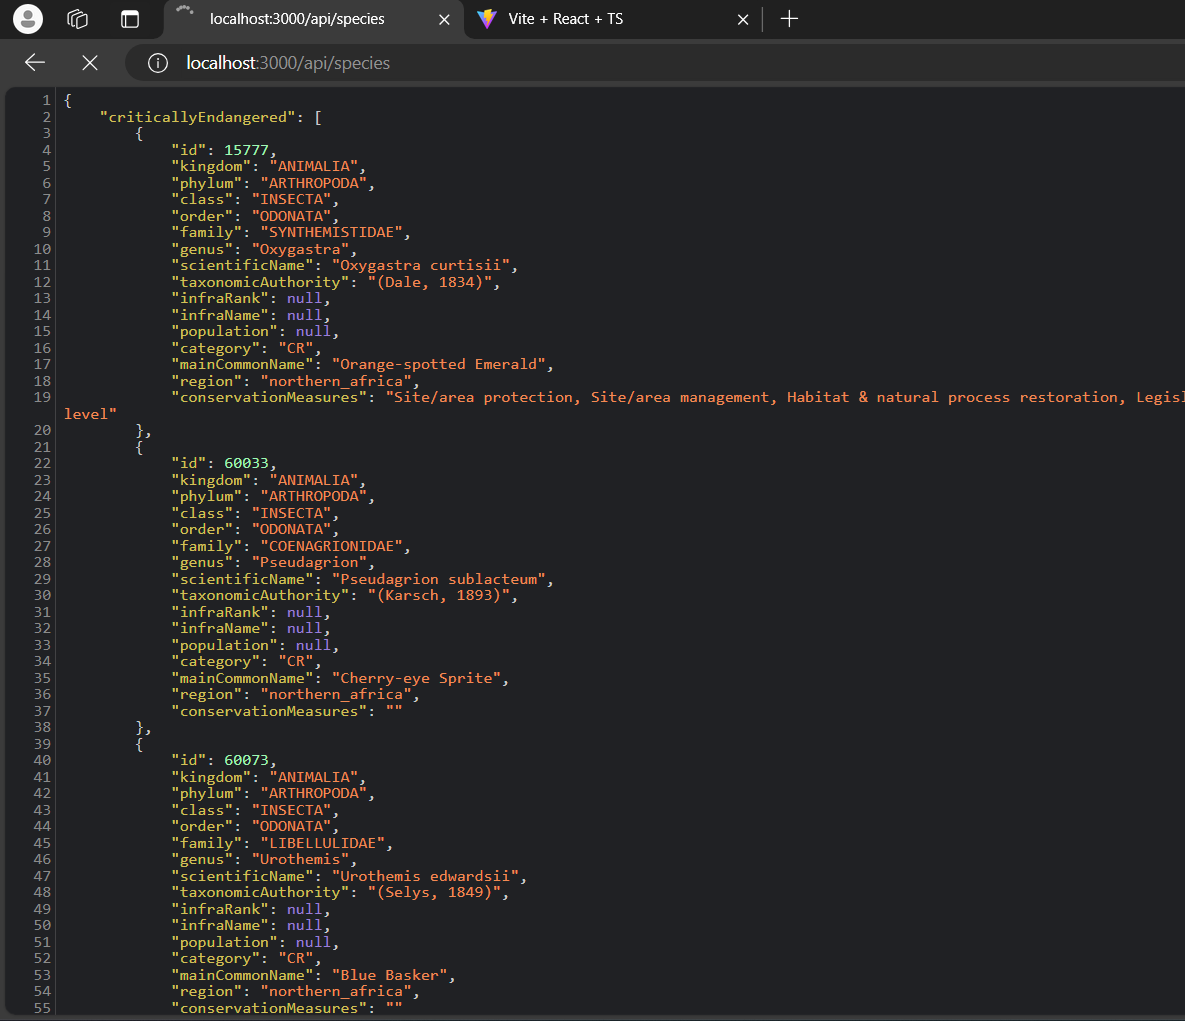 localhost:3000/api/species
Vite + React + TS
localhost:3000/api/species
1 {
2 "criticallyEndangered": [
3 {
4 "id": 15777,
5 "kingdom": "ANIMALIA",
6 "phylum": "ARTHROPODA",
7 "class": "INSECTA",
8 "order": "ODONATA",
9 "family": "SYNTHEMISTIDAE",
10 "genus": "Oxygastra",
11 "scientificName": "Oxygastra curtisii",
12 "taxonomicAuthority": "(Dale, 1834)",
13 "infraRank": null,
14 "infraName": null,
15 "population": null,
16 "category": "CR",
17 "mainCommonName": "Orange-spotted Emerald",
18 "region": "northern_africa",
19 "conservationMeasures": "Site/area protection, Site/area management, Habitat & natural process restoration, Legisl
level"
20 },
21 {
22 "id": 60033,
23 "kingdom": "ANIMALIA",
24 "phylum": "ARTHROPODA",
25 "class": "INSECTA",
26 "order": "ODONATA",
27 "family": "COENAGRIONIDAE",
28 "genus": "Pseudagrion",
29 "scientificName": "Pseudagrion sublacteum",
30 "taxonomicAuthority": "(Karsch, 1893)",
31 "infraRank": null,
32 "infraName": null,
33 "population": null,
34 "category": "CR",
35 "mainCommonName": "Cherry-eye Sprite",
36 "region": "northern_africa",
37 "conservationMeasures": ""
38 },
39 {
40 "id": 60073,
41 "kingdom": "ANIMALIA",
42 "phylum": "ARTHROPODA",
43 "class": "INSECTA",
44 "order": "ODONATA",
45 "family": "LIBELLULIDAE",
46 "genus": "Urothemis",
47 "scientificName": "Urothemis edwardsii",
48 "taxonomicAuthority": "(Selys, 1849)",
49 "infraRank": null,
50 "infraName": null,
51 "population": null,
52 "category": "CR",
53 "mainCommonName": "Blue Basker",
54 "region": "northern_africa",
55 "conservationMeasures": ""